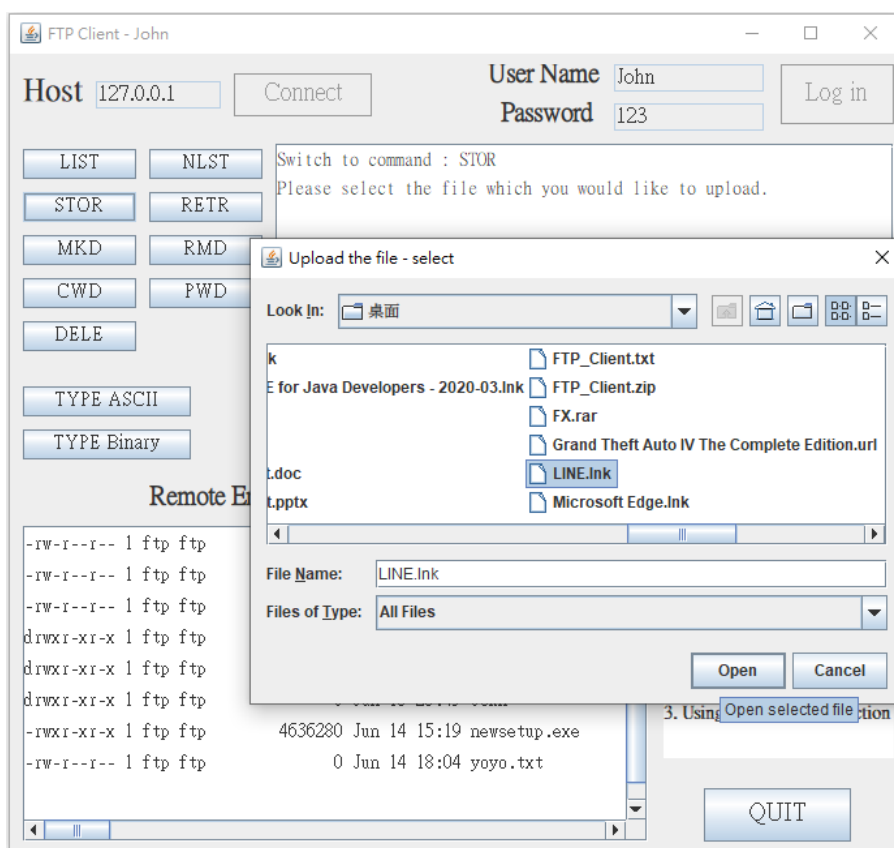 FTP Client - John
Host 127.0.0.1 Connect User Name John Log in
Password 123
LIST NLST
STOR RETR
MKD RMD
CWD PWD
DELE
TYPE ASCII
TYPE Binary
Switch to command : STOR
Please select the file which you would like to upload.
Upload the file - select
Look In: 桌面
k
E for Java Developers - 2020-03.lnk
t.doc
t.pptx
FTP_Client.txt
FTP_Client.zip
FX.rar
Grand Theft Auto IV The Complete Edition.url
LINE.lnk
Microsoft Edge.lnk
File Name: LINE.lnk
Files of Type: All Files
Open Cancel
Open selected file
Remote
-rw-r--r-- 1 ftp ftp
-rw-r--r-- 1 ftp ftp
-rw-r--r-- 1 ftp ftp
drwxr-xr-x 1 ftp ftp
drwxr-xr-x 1 ftp ftp
drwxr-xr-x 1 ftp ftp
-rwxr-xr-x 1 ftp ftp 4636280 Jun 14 15:19 newsetup.exe
-rw-r--r-- 1 ftp ftp 0 Jun 14 18:04 yoyo.txt
3. Using
QUIT